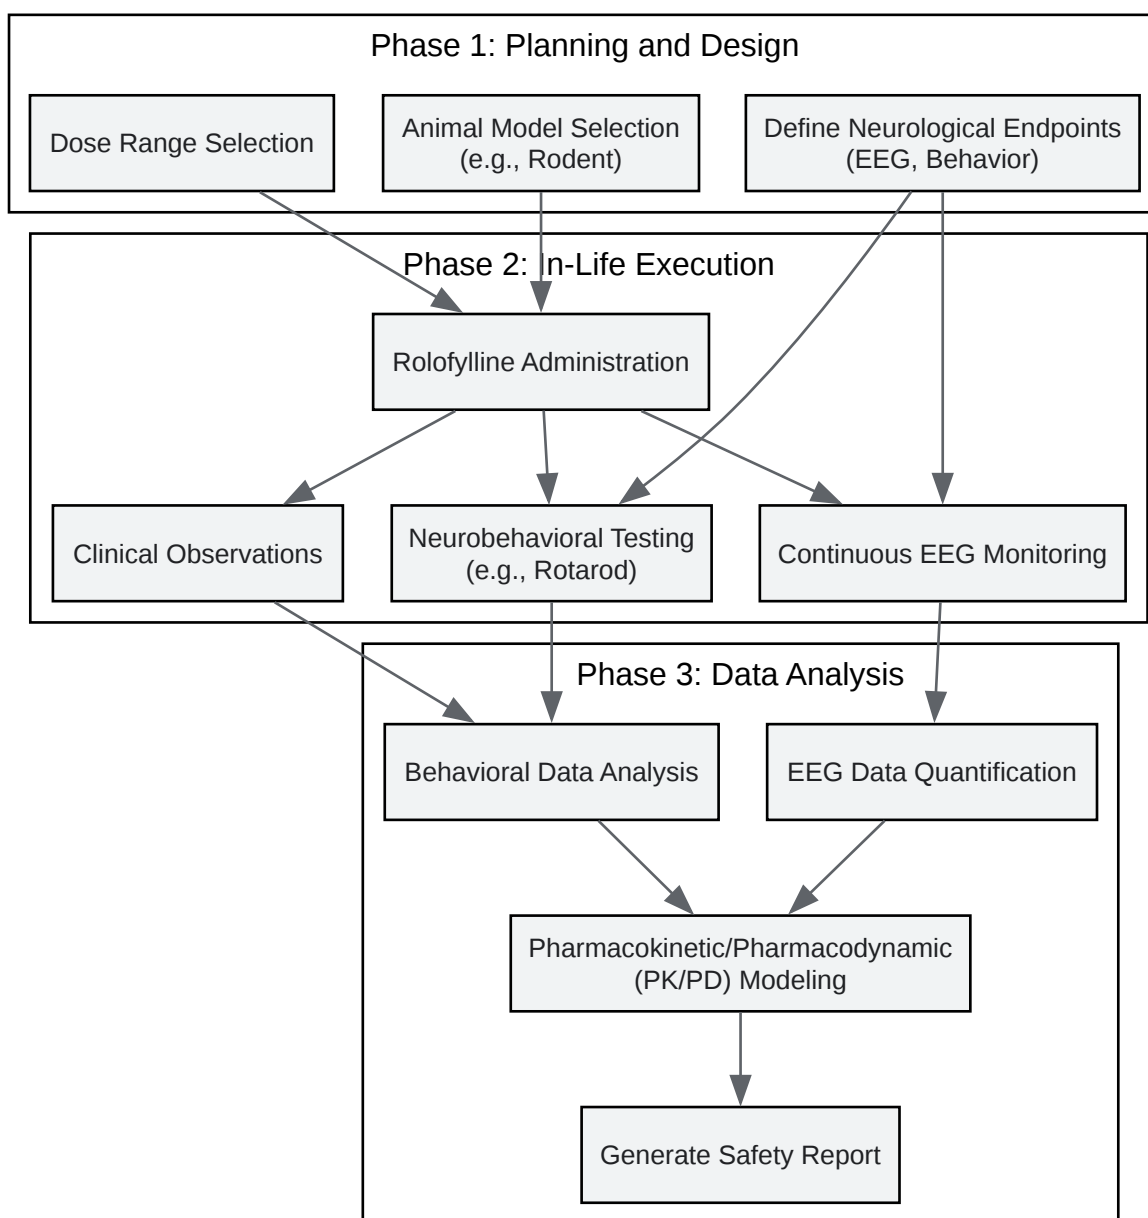 Phase 1: Planning and Design
Dose Range Selection
Animal Model Selection
(e.g., Rodent)
Define Neurological Endpoints
(EEG, Behavior)
Phase 2: In-Life Execution
Rolofylline Administration
Clinical Observations
Neurobehavioral Testing
(e.g., Rotarod)
Continuous EEG Monitoring
Phase 3: Data Analysis
Behavioral Data Analysis
EEG Data Quantification
Pharmacokinetic/Pharmacodynamic
(PK/PD) Modeling
Generate Safety Report